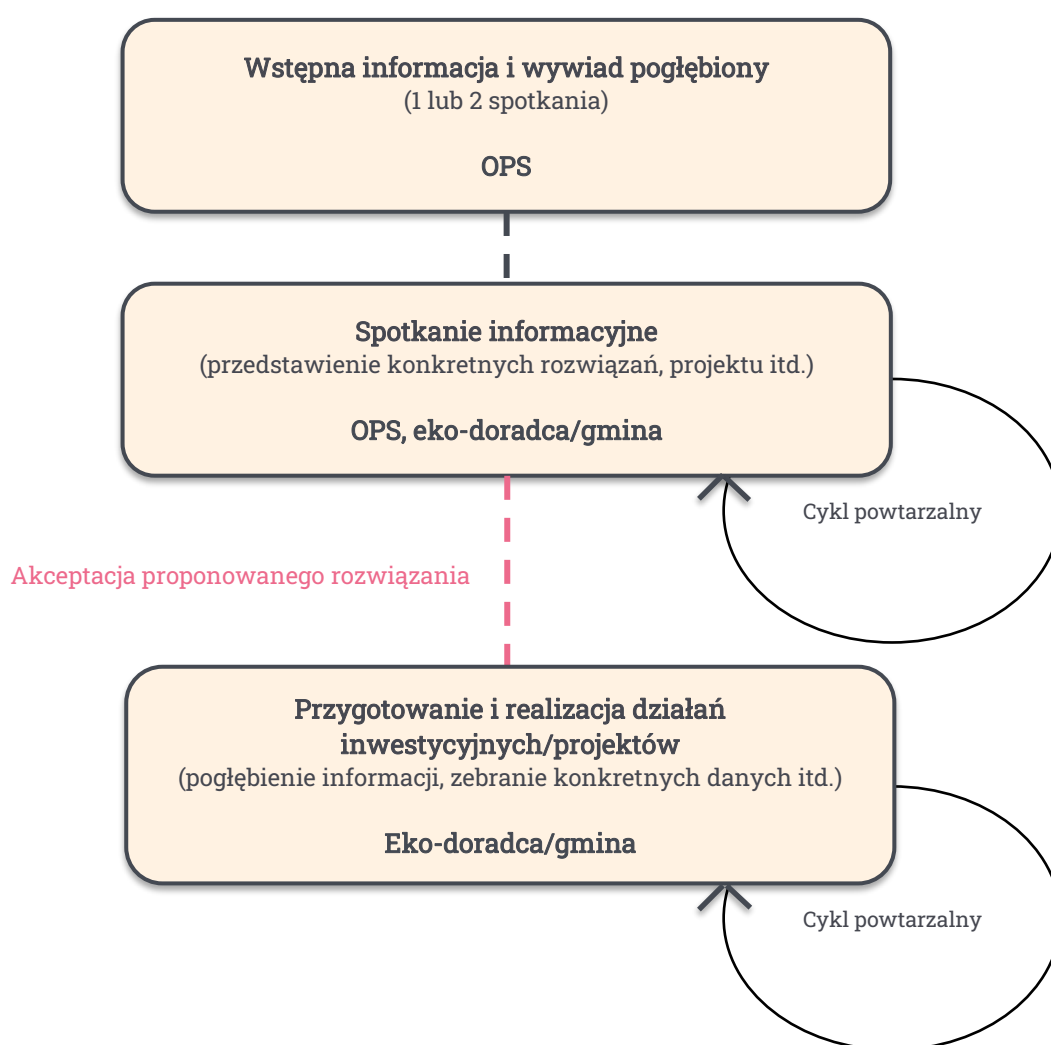 Wstępna informacja i wywiad pogłębiony
(1 lub 2 spotkania)
OPS
Spotkanie informacyjne
(przedstawienie konkretnych rozwiązań, projektu itd.)
OPS, eko-doradca/gmina
Cykl powtarzalny
Akceptacja proponowanego rozwiązania
Przygotowanie i realizacja działań
inwestycyjnych/projektów
(pogłębienie informacji, zebranie konkretnych danych itd.)
Eko-doradca/gmina
Cykl powtarzalny